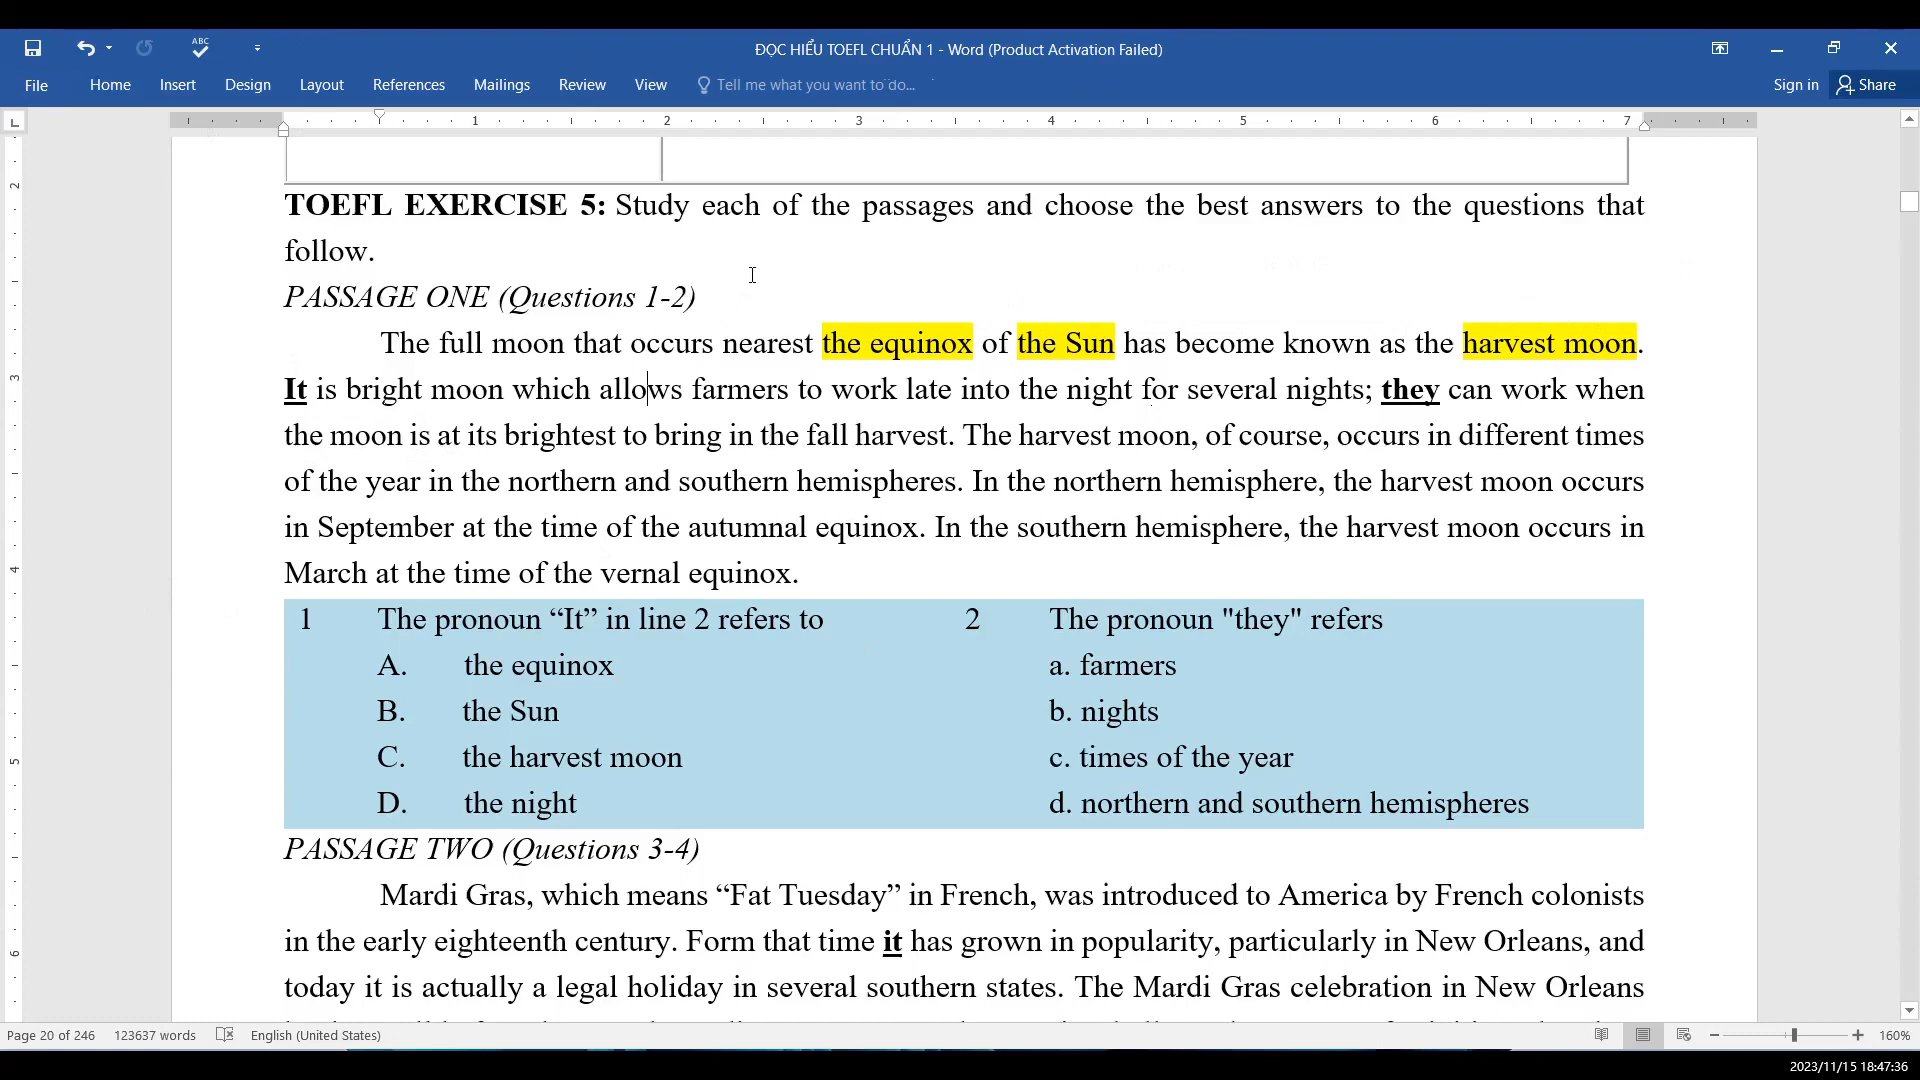 ABC
ĐỌC HIỂU TOEFL CHUẨN 1 - Word (Product Activation Failed)
File Home Insert Design Layout References Mailings Review View Tell me what you want to do... Sign in Share
L 1 2 3 4 5 6 7
2
TOEFL EXERCISE 5: Study each of the passages and choose the best answers to the questions that
follow.
PASSAGE ONE (Questions 1-2)
The full moon that occurs nearest the equinox of the Sun has become known as the harvest moon.
3
It is bright moon which allows farmers to work late into the night for several nights; they can work when
the moon is at its brightest to bring in the fall harvest. The harvest moon, of course, occurs in different times
of the year in the northern and southern hemispheres. In the northern hemisphere, the harvest moon occurs
in September at the time of the autumnal equinox. In the southern hemisphere, the harvest moon occurs in
4
March at the time of the vernal equinox.
1 The pronoun “It” in line 2 refers to 2 The pronoun "they" refers
A. the equinox a. farmers
B. the Sun b. nights
5
C. the harvest moon c. times of the year
D. the night d. northern and southern hemispheres
PASSAGE TWO (Questions 3-4)
Mardi Gras, which means “Fat Tuesday” in French, was introduced to America by French colonists
6
in the early eighteenth century. Form that time it has grown in popularity, particularly in New Orleans, and
today it is actually a legal holiday in several southern states. The Mardi Gras celebration in New Orleans
Page 20 of 246 123637 words English (United States) 160%
2023/11/15 18:47:36